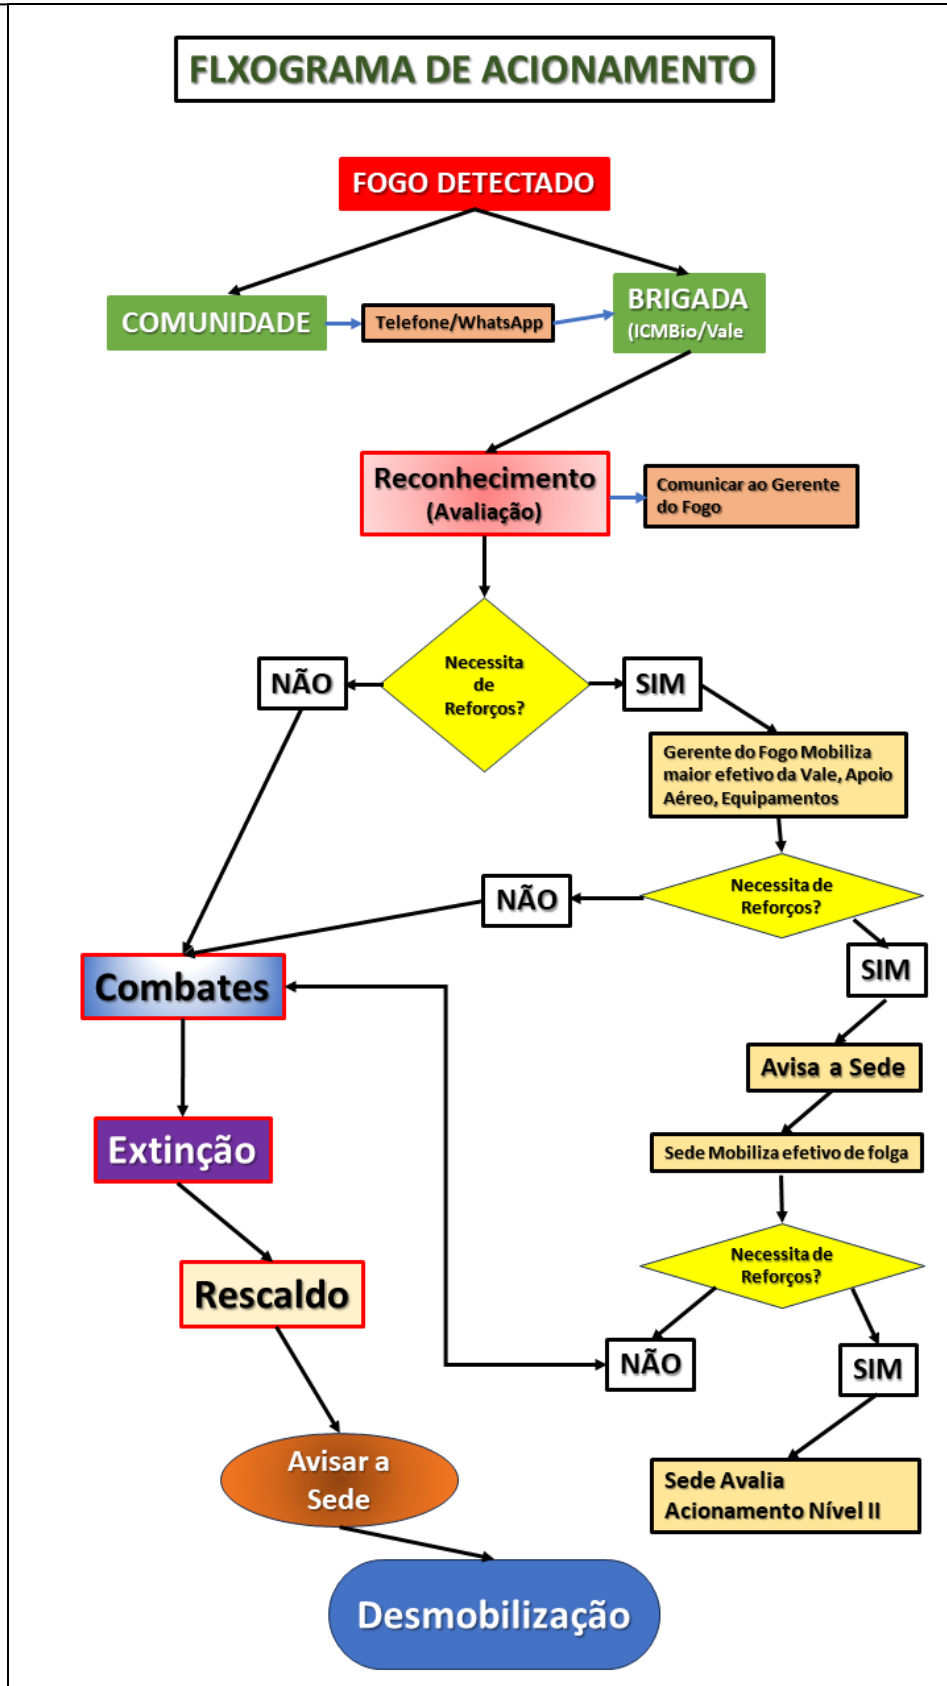 FLXOGRAMA DE ACIONAMENTO
FOGO DETECTADO
COMUNIDADE
Telefone/WhatsApp
BRIGADA
(ICMBio/Vale
Reconhecimento
(Avaliação)
Comunicar ao Gerente
do Fogo
Necessita
de
Reforços?
NÃO
SIM
Gerente do Fogo Mobiliza
maior efetivo da Vale, Apoio
Aéreo, Equipamentos
Necessita de
Reforços?
NÃO
SIM
Combates
Avisa a Sede
Extinção
Sede Mobiliza efetivo de folga
Necessita de
Reforços?
Rescaldo
NÃO
SIM
Avisar a
Sede
Sede Avalia
Acionamento Nível II
Desmobilização